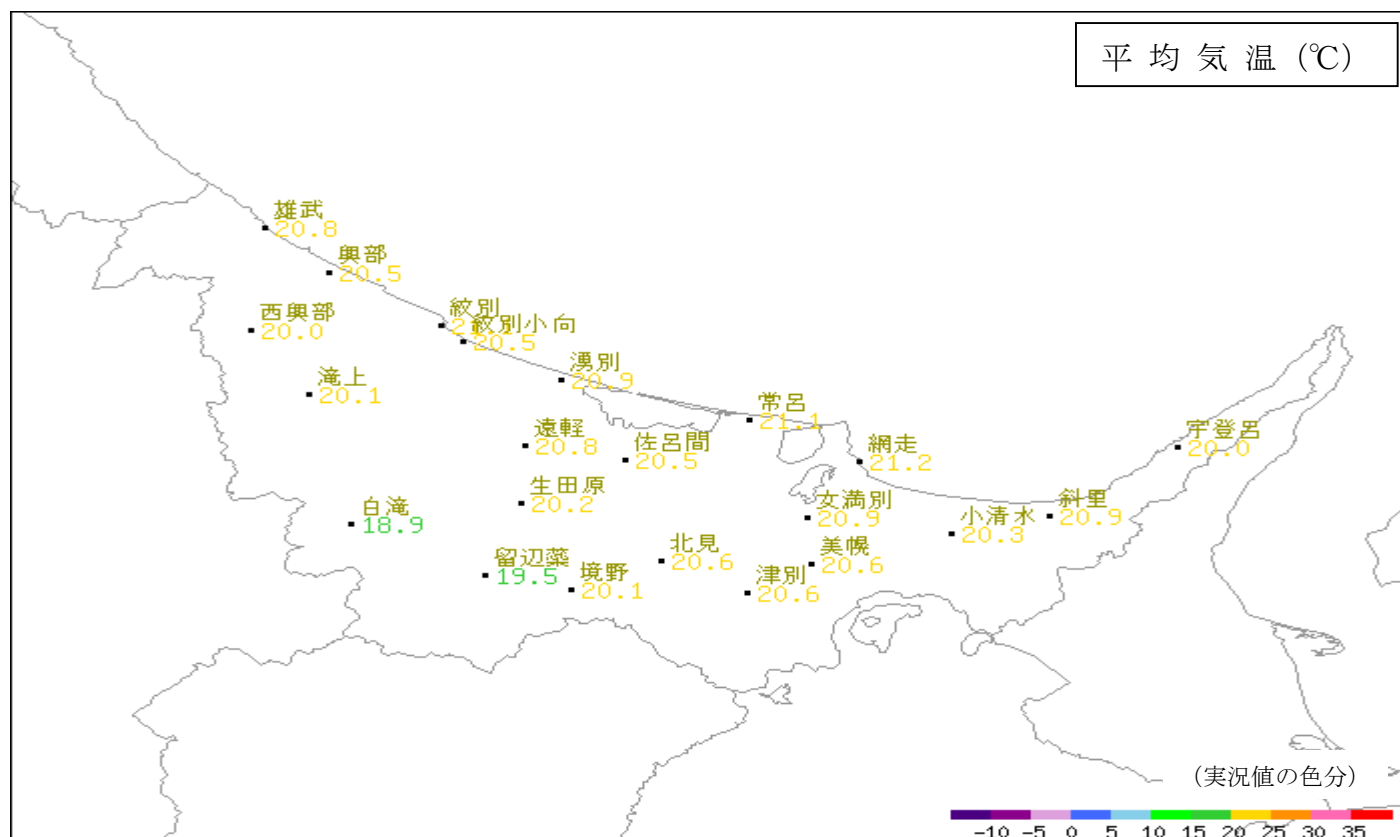 平均気温(℃)
雄武
20.8
興部
20.5
西興部
20.0
紋別
紋別小向
20.5
滝上
20.1
湧別
20.9
常呂
21.1
遠軽
20.8
佐呂間
20.5
網走
21.2
宇登呂
20.0
生田原
20.2
白滝
18.9
女満別
20.9
斜里
20.9
小清水
20.3
北見
20.6
美幌
20.6
留辺蘂
19.5
境野
20.1
津別
20.6
(実況値の色分)
-10 -5 0 5 10 15 20 25 30 35